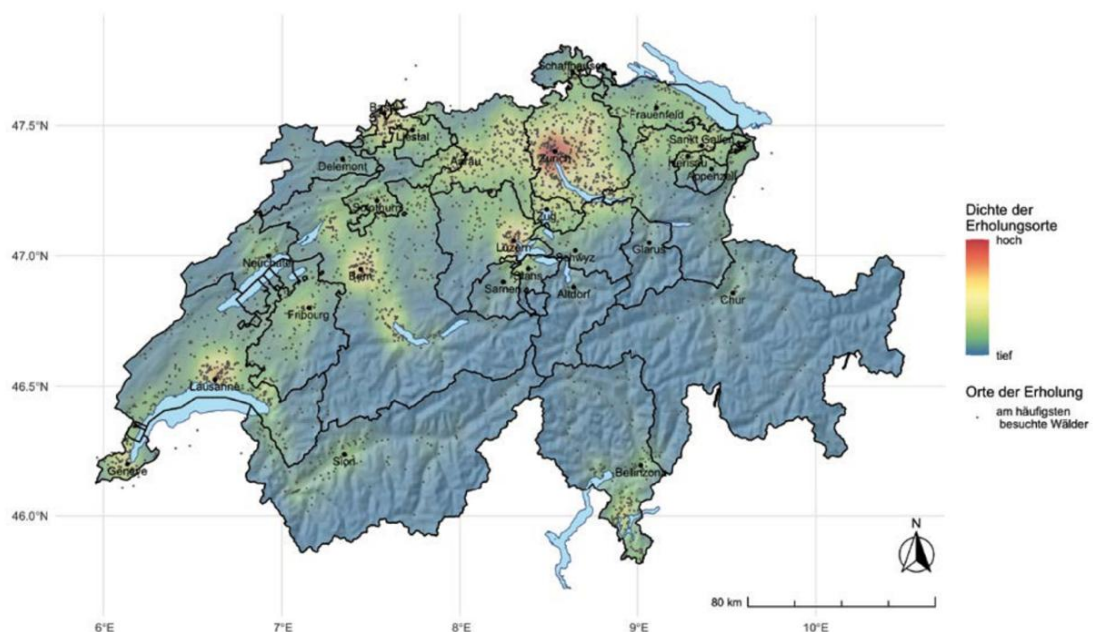 Schaffhausen
47.5°N
Frauenfeld
Liestal
Sankt Gallen
Aarau
Zürich
Herisau
Delémont
Appenzell
Solothurn
Zug
Dichte der
Erholungsorte
hoch
47.0°N
Luzern
Neuchâtel
Schwyz
Glarus
Bern
Stans
Sarnen
Altdorf
Chur
Fribourg
tief
46.5°N
Lausanne
Orte der Erholung
am häufigsten
besuchte Wälder
Genève
Sion
Bellinzona
46.0°N
N
80 km
6°E
7°E
8°E
9°E
10°E